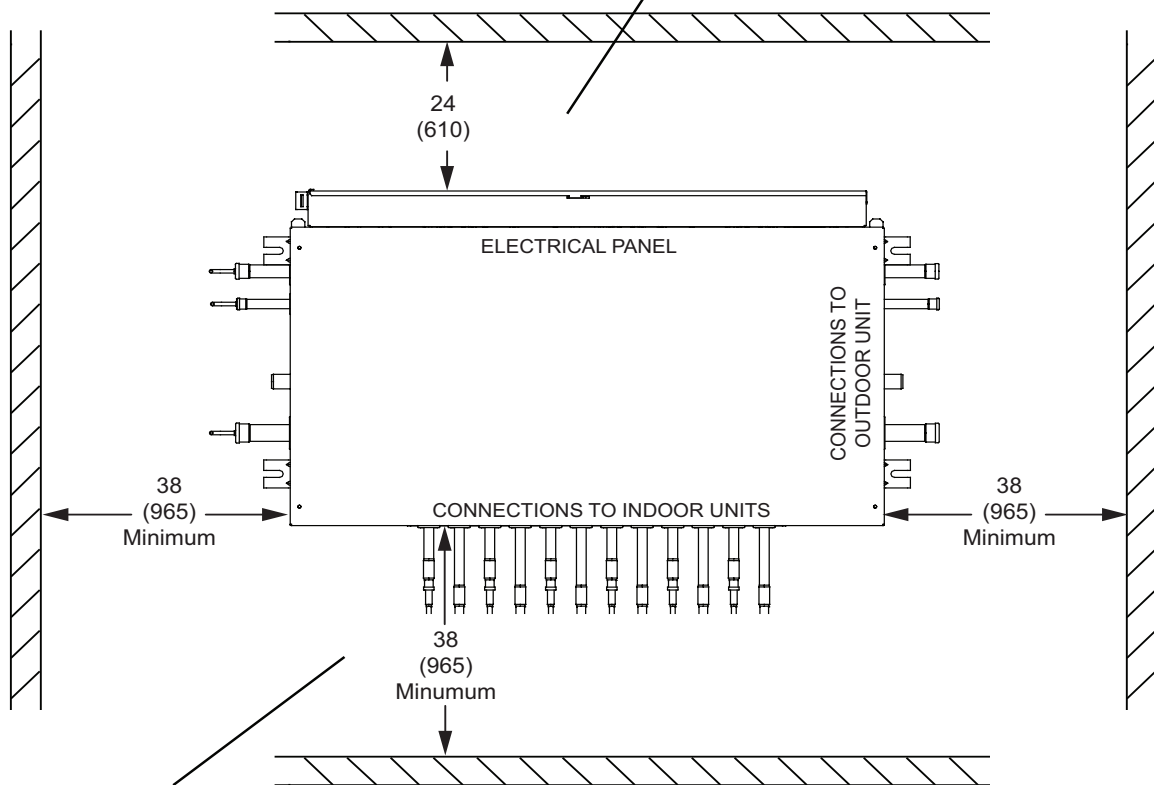 24
(610)
ELECTRICAL PANEL
CONNECTIONS TO
OUTDOOR UNIT
38
(965)
Minimum
CONNECTIONS TO INDOOR UNITS
38
(965)
Minimum
38
(965)
Minumum